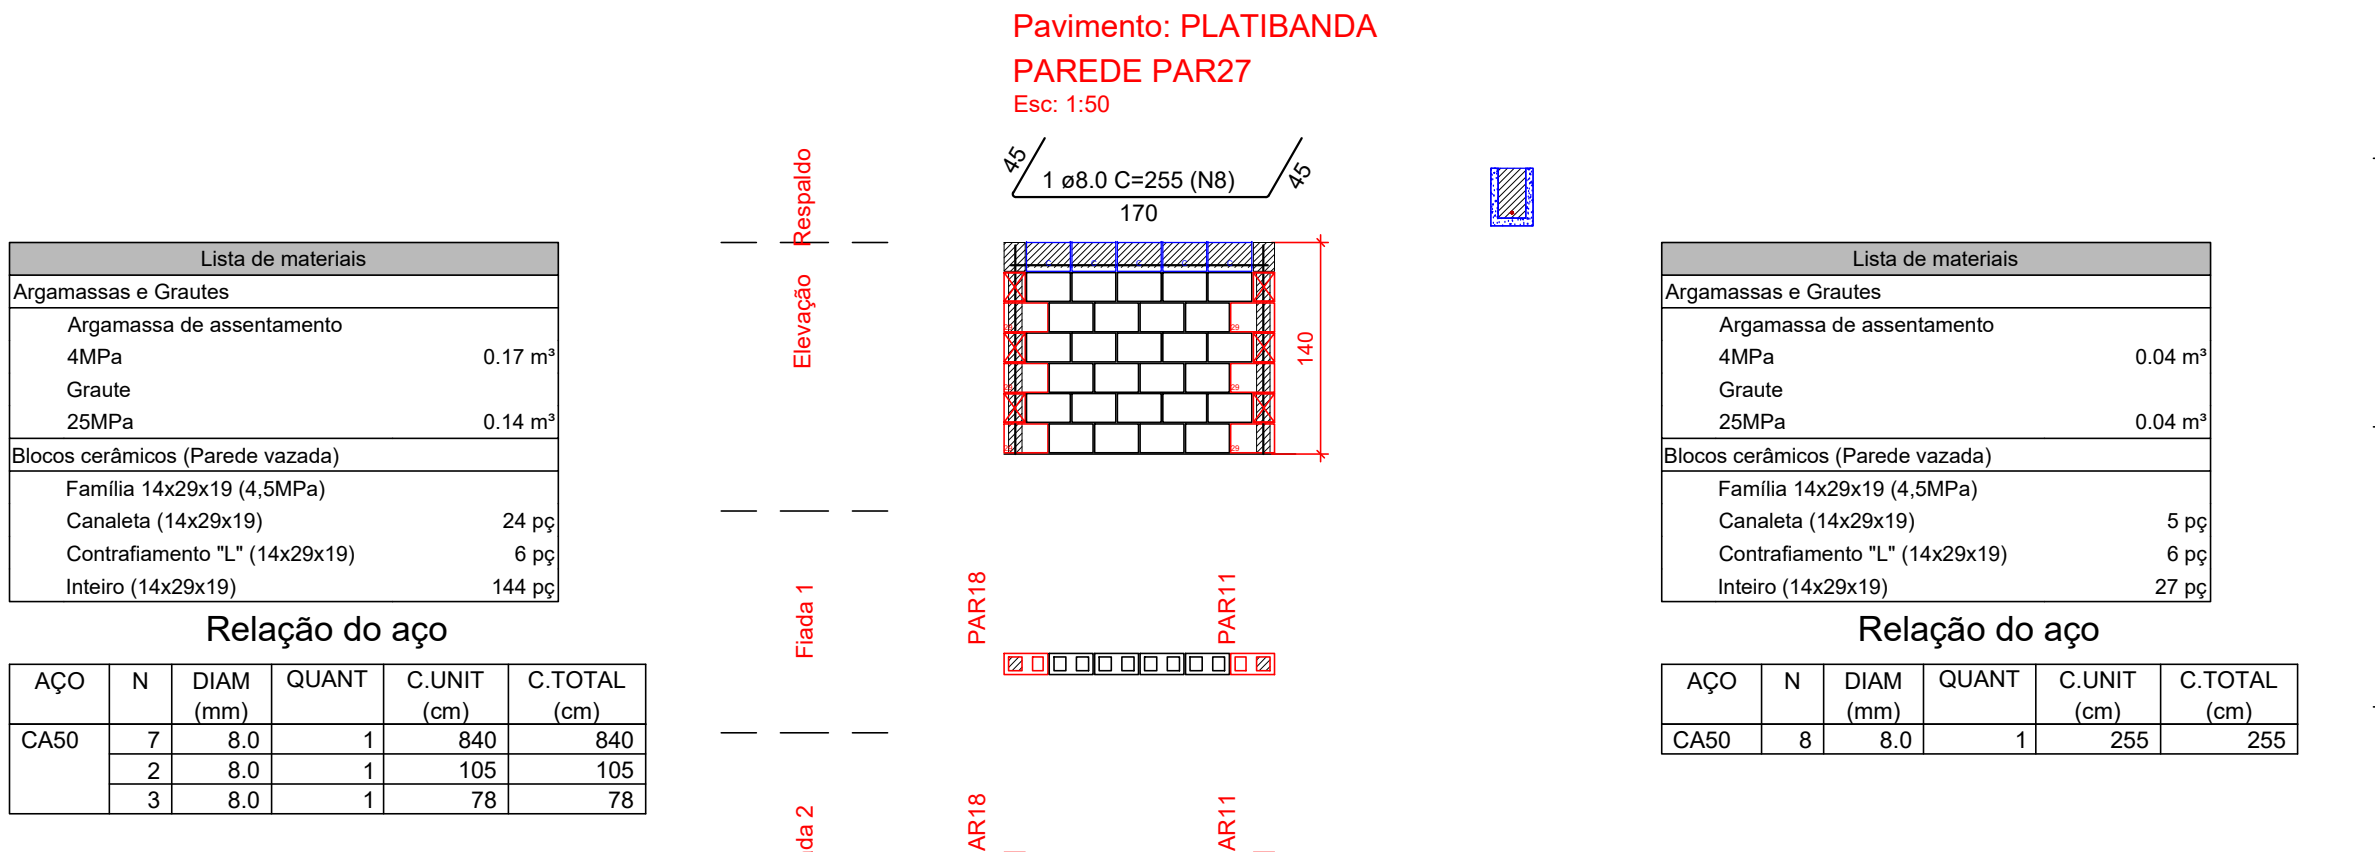 Pavimento: PLATIBANDA
PAREDE PAR27
Esc: 1:50
Lista de materiais
Argamassas e Grautes
Argamassa de assentamento
4MPa 0.17 m³
Graute
25MPa 0.14 m³
Blocos cerâmicos (Parede vazada)
Família 14x29x19 (4,5MPa)
Canaleta (14x29x19) 24 pç
Contrafiamento "L" (14x29x19) 6 pç
Inteiro (14x29x19) 144 pç
Relação do aço
AÇO N DIAM (mm) QUANT C.UNIT (cm) C.TOTAL (cm)
CA50 7 8.0 1 840 840
2 8.0 1 105 105
3 8.0 1 78 78
Respaldo
Elevação
Fiada 1
da 2
45
1 ø8.0 C=255 (N8)
45
170
C C C C C
140
29
29
29
PAR18
PAR11
AR18
AR11
Lista de materiais
Argamassas e Grautes
Argamassa de assentamento
4MPa 0.04 m³
Graute
25MPa 0.04 m³
Blocos cerâmicos (Parede vazada)
Família 14x29x19 (4,5MPa)
Canaleta (14x29x19) 5 pç
Contrafiamento "L" (14x29x19) 6 pç
Inteiro (14x29x19) 27 pç
Relação do aço
AÇO N DIAM (mm) QUANT C.UNIT (cm) C.TOTAL (cm)
CA50 8 8.0 1 255 255